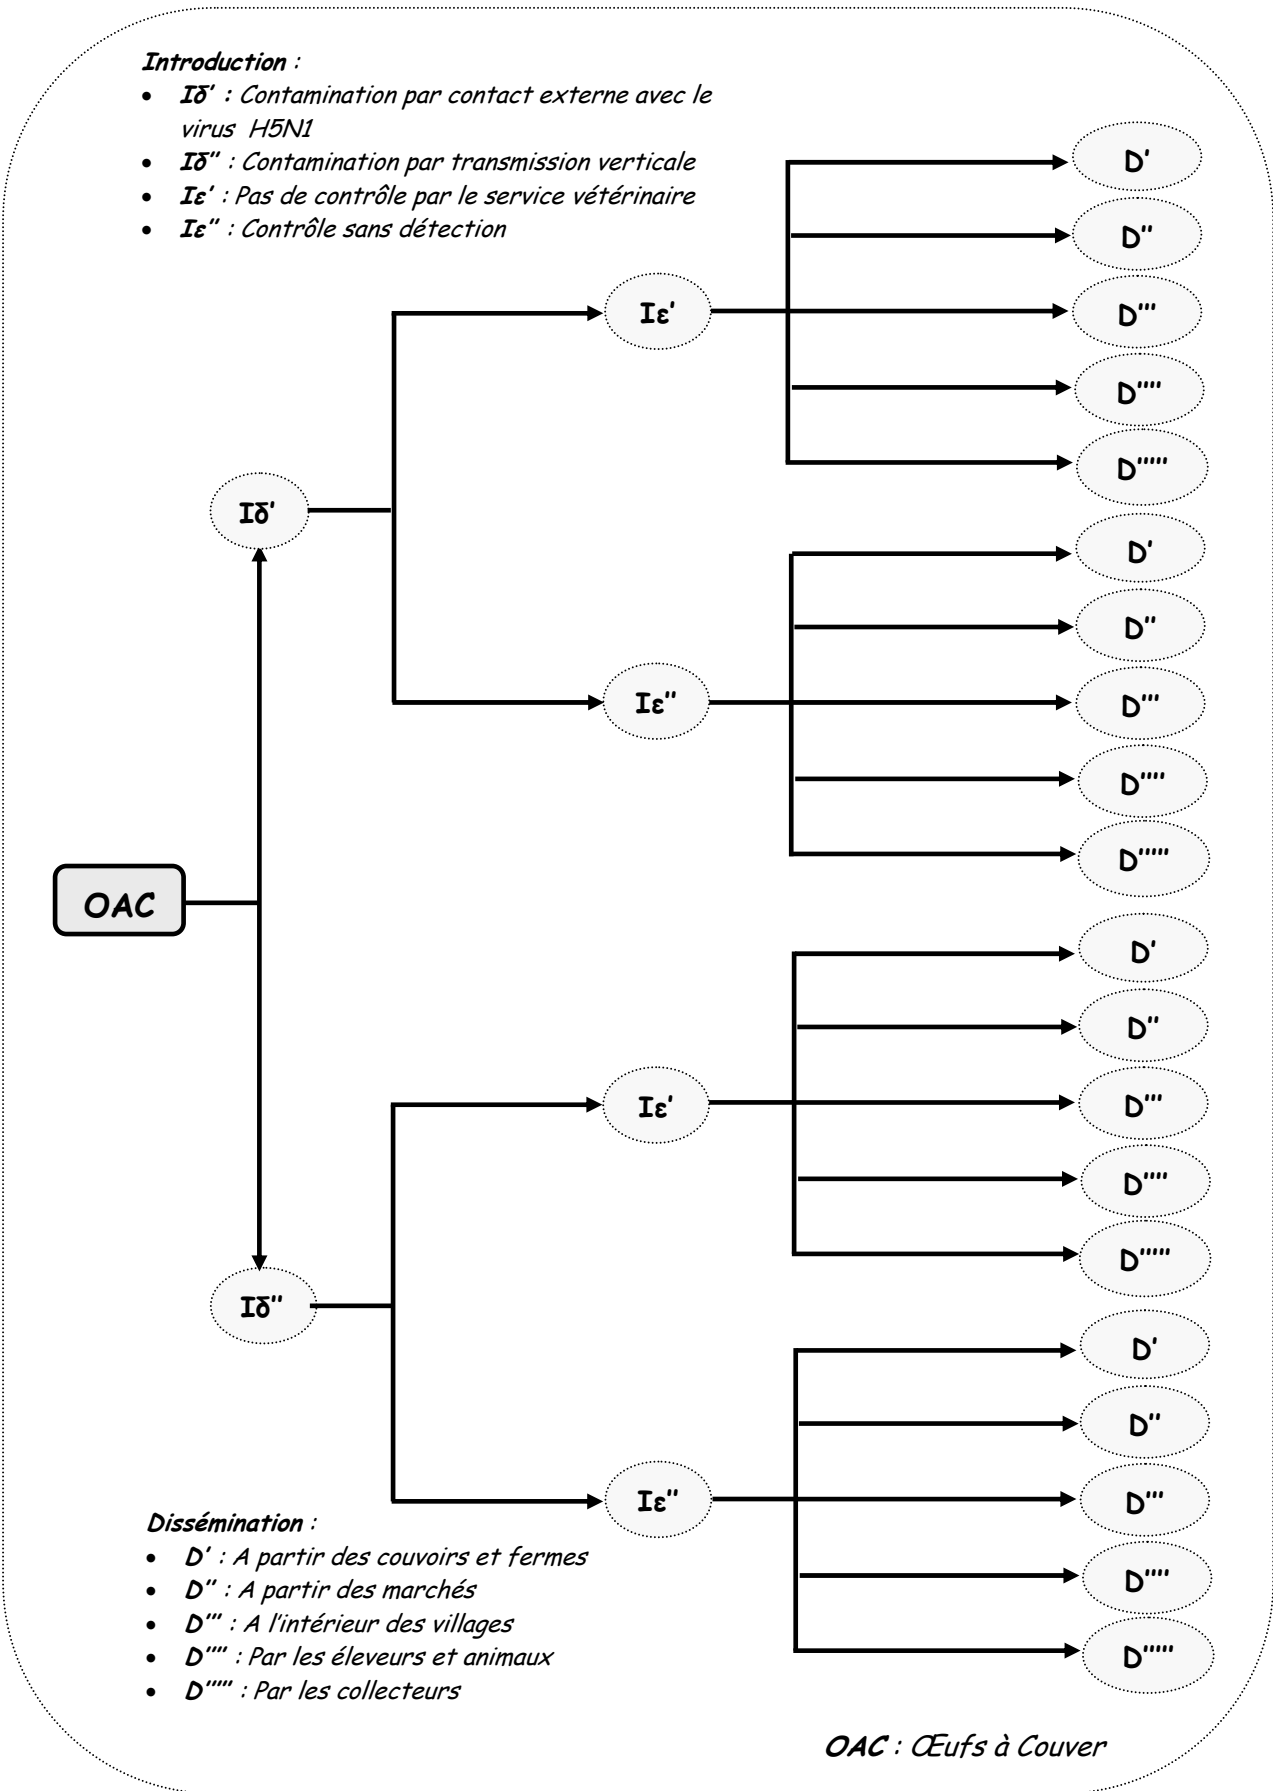 Introduction :
• Iδ' : Contamination par contact externe avec le
virus H5N1
• Iδ'' : Contamination par transmission verticale
• Iε' : Pas de contrôle par le service vétérinaire
• Iε'' : Contrôle sans détection
D'
D''
Iε'
D'''
D''''
D'''''
Iδ'
D'
D''
Iε''
D'''
D''''
D'''''
OAC
D'
D''
Iε'
D'''
D''''
D'''''
Iδ''
D'
D''
Iε''
D'''
D''''
D'''''
Dissémination :
• D' : A partir des couvoirs et fermes
• D'' : A partir des marchés
• D''' : A l'intérieur des villages
• D'''' : Par les éleveurs et animaux
• D''''' : Par les collecteurs
OAC : Œufs à Couver